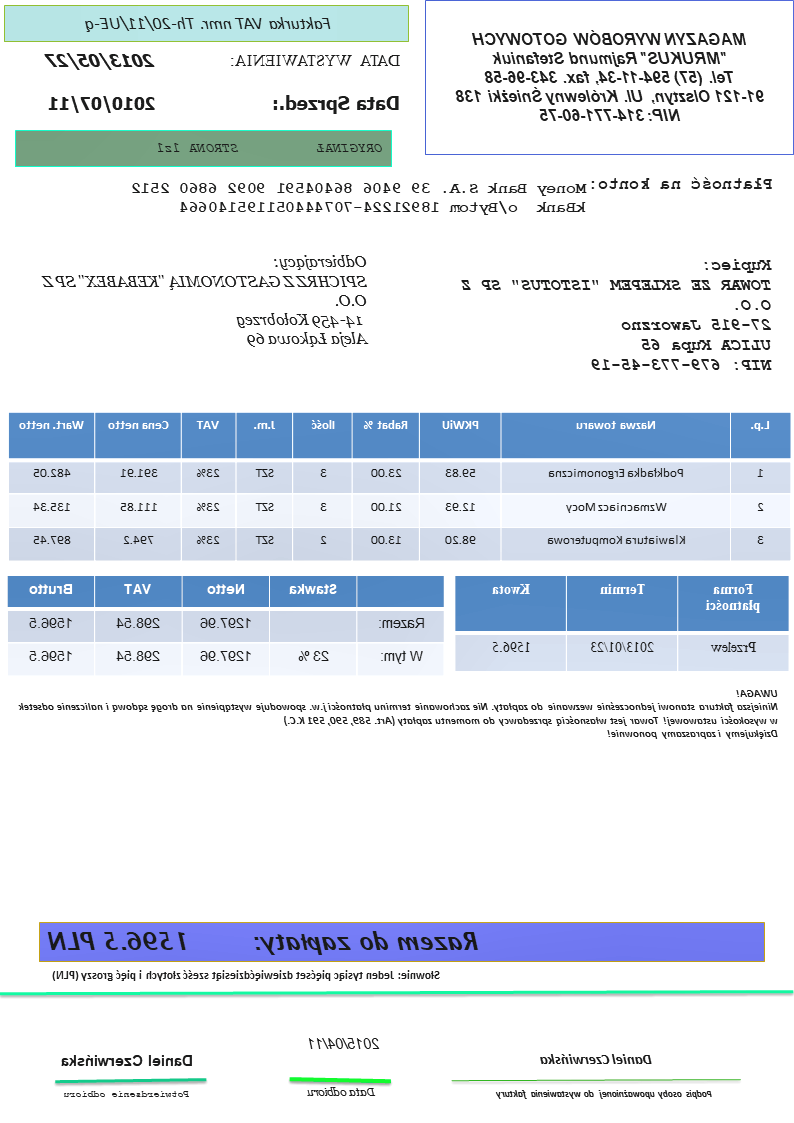 MAGAZYN WYROBÓW GOTOWYCH
"MRUKUS" Rajmund Stefaniuk
Tel. (57) 594-11-34, fax. 343-96-58
91-121 Olsztyn, Ul. Królewny Śnieżki 138
NIP: 314-771-60-75
Fakturka VAT nmr. Th-20/11/UE-q
DATA WYSTAWIENIA: 2013/05/27
Data Sprzed.: 2010/07/11
ORYGINAŁ STRONA 1z1
Płatność na konto: Money Bank S.A. 39 9406 86404591 9092 6860 2512
kBank o/Bytom 18921224-707444051195140664
Kupiec:
TOWAR ZE SKLEPEM "ISTOTUS" SP Z
O.O.
27-915 Jaworzno
ULICA Kupa 65
NIP: 679-773-45-19
Odbierający:
SPICHRZ Z GASTONOMIĄ "KEBABEX" SP Z
O.O.
14-459 Kołobrzeg
Aleja Łąkowa 69
L.p. Nazwa towaru PKWiU Rabat % Ilość J.m. VAT Cena netto Wart. netto
1 Podkładka Ergonomiczna 59.83 23.00 3 SZT 23% 391.91 482.05
2 Wzmacniacz Mocy 12.93 21.00 3 SZT 23% 111.85 135.34
3 Klawiatura Komputerowa 98.20 13.00 2 SZT 23% 794.2 897.45
Forma płatności Termin Kwota
Przelew 2013/01/23 1596.5
Stawka Netto VAT Brutto
Razem: 1297.96 298.54 1596.5
W tym: 23 % 1297.96 298.54 1596.5
UWAGA!
Niniejsza faktura stanowi jednocześnie wezwanie do zapłaty. Nie zachowanie terminu płatności j.w. spowoduje wystąpienie na drogę sądową i naliczenie odsetek
w wysokości ustawowej! Towar jest własnością sprzedawcy do momentu zapłaty (Art. 589, 590, 591 K.C.)
Dziękujemy i zapraszamy ponownie!
Razem do zapłaty: 1596.5 PLN
Słownie: Jeden tysiąc pięćset dziewięćdziesiąt sześć złotych i pięć groszy (PLN)
Daniel Czerwińska
Podpis osoby upoważnionej do wystawienia faktury
2015/04/11
Data odbioru
Daniel Czerwińska
Potwierdzenie odbioru